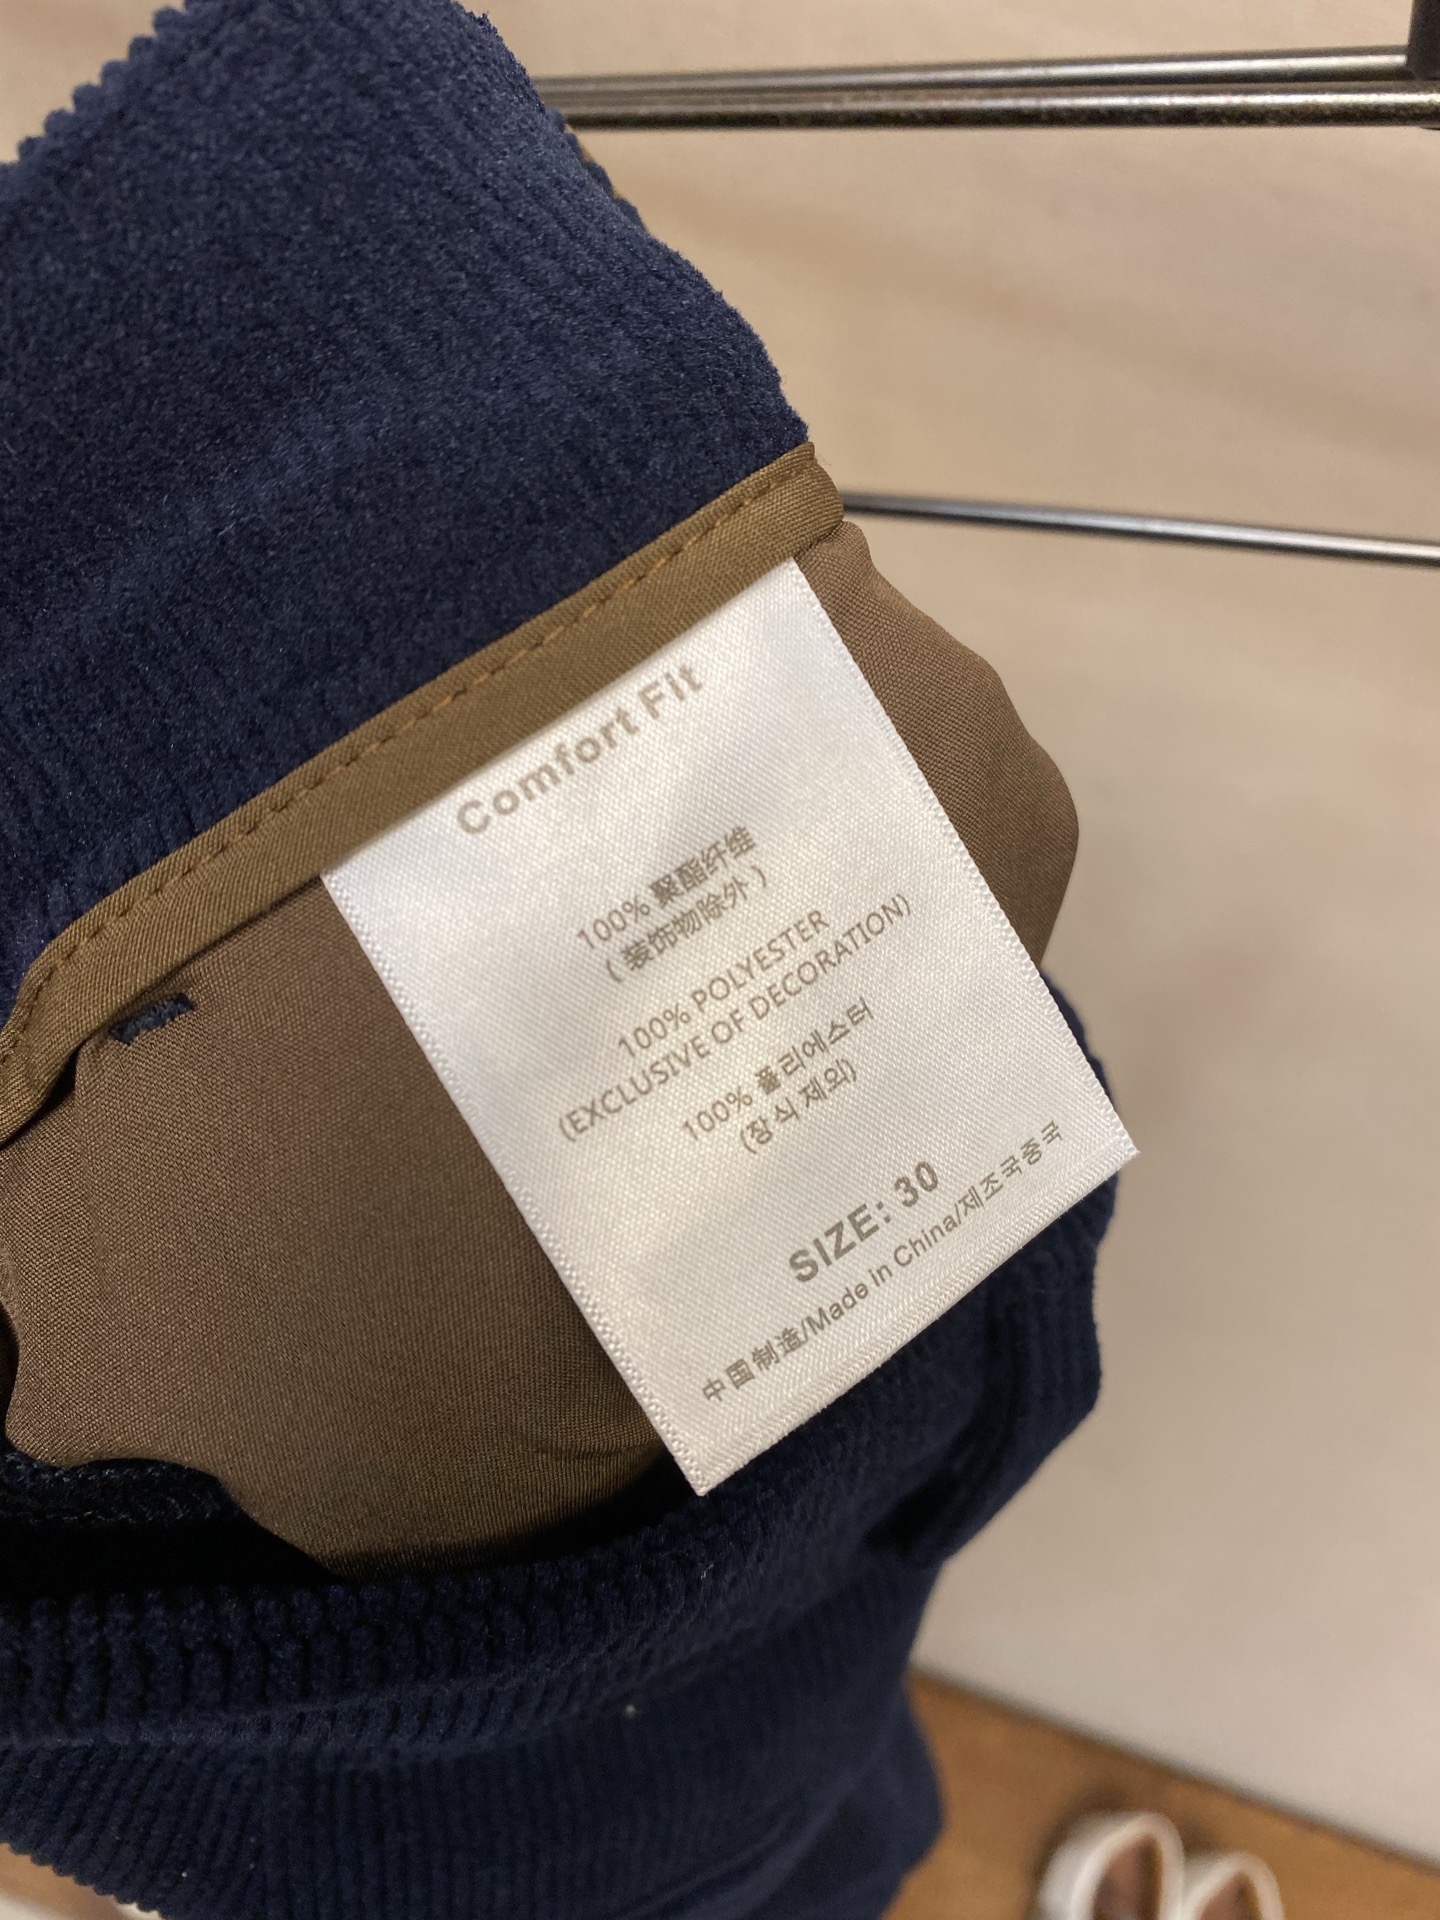 Comfort Fit
100% 聚酯纤维
(装饰物除外)
100% POLYESTER
(EXCLUSIVE OF DECORATION)
100% 폴리에스터
(장식 제외)
SIZE: 30
中国制造/Made in China/제조국중국